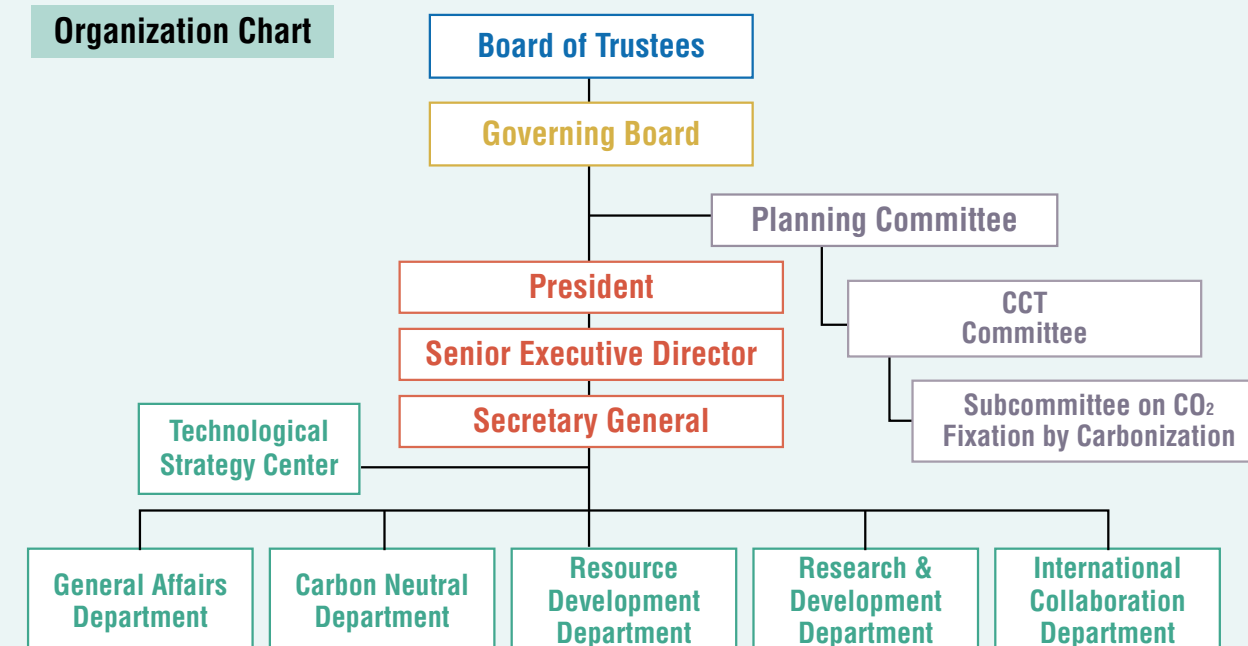 Organization Chart
Board of Trustees
Governing Board
Planning Committee
President
CCT
Committee
Senior Executive Director
Subcommittee on CO₂
Fixation by Carbonization
Secretary General
Technological
Strategy Center
General Affairs
Department
Carbon Neutral
Department
Resource
Development
Department
Research &
Development
Department
International
Collaboration
Department